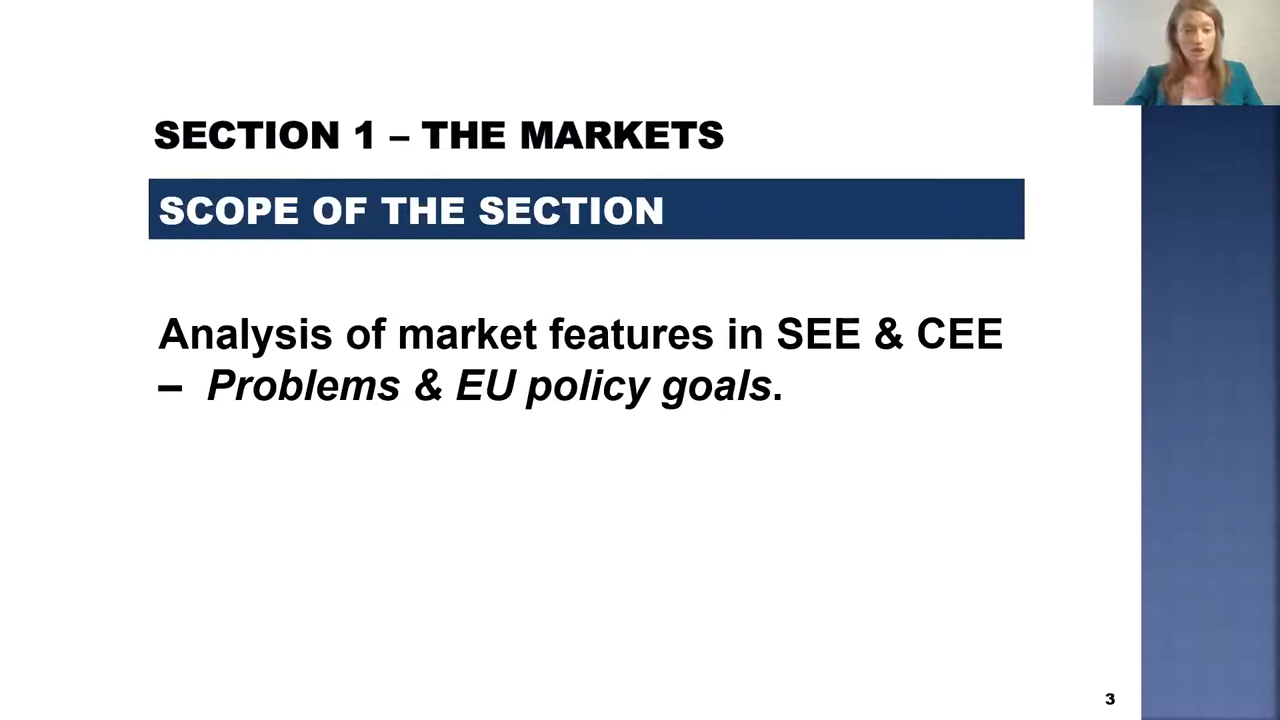 SECTION 1 – THE MARKETS
SCOPE OF THE SECTION
Analysis of market features in SEE & CEE
– Problems & EU policy goals.
3